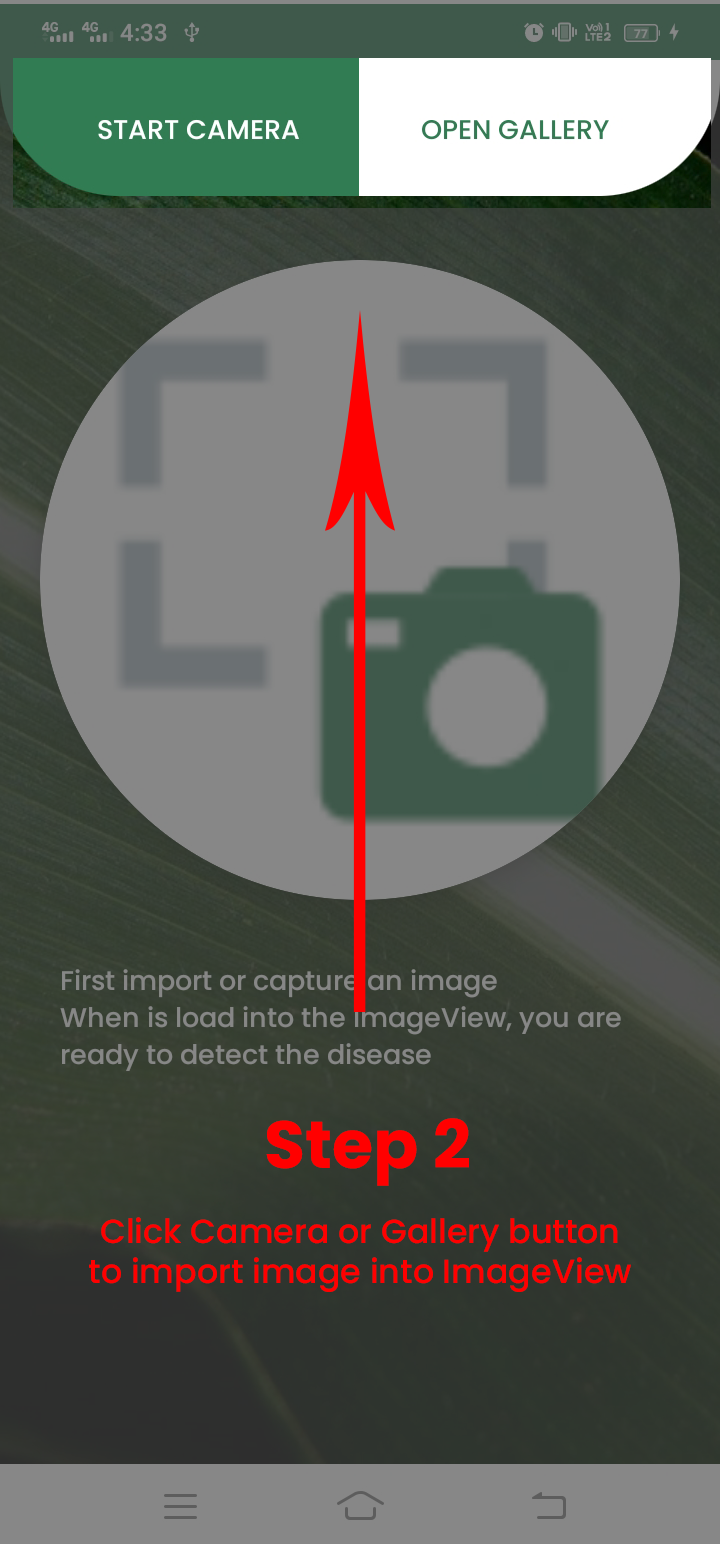 4G 4G 4:33 Vo) 1 LTE2 77
START CAMERA OPEN GALLERY
First import or capture an image
When is load into the ImageView, you are
ready to detect the disease
Step 2
Click Camera or Gallery button
to import image into ImageView